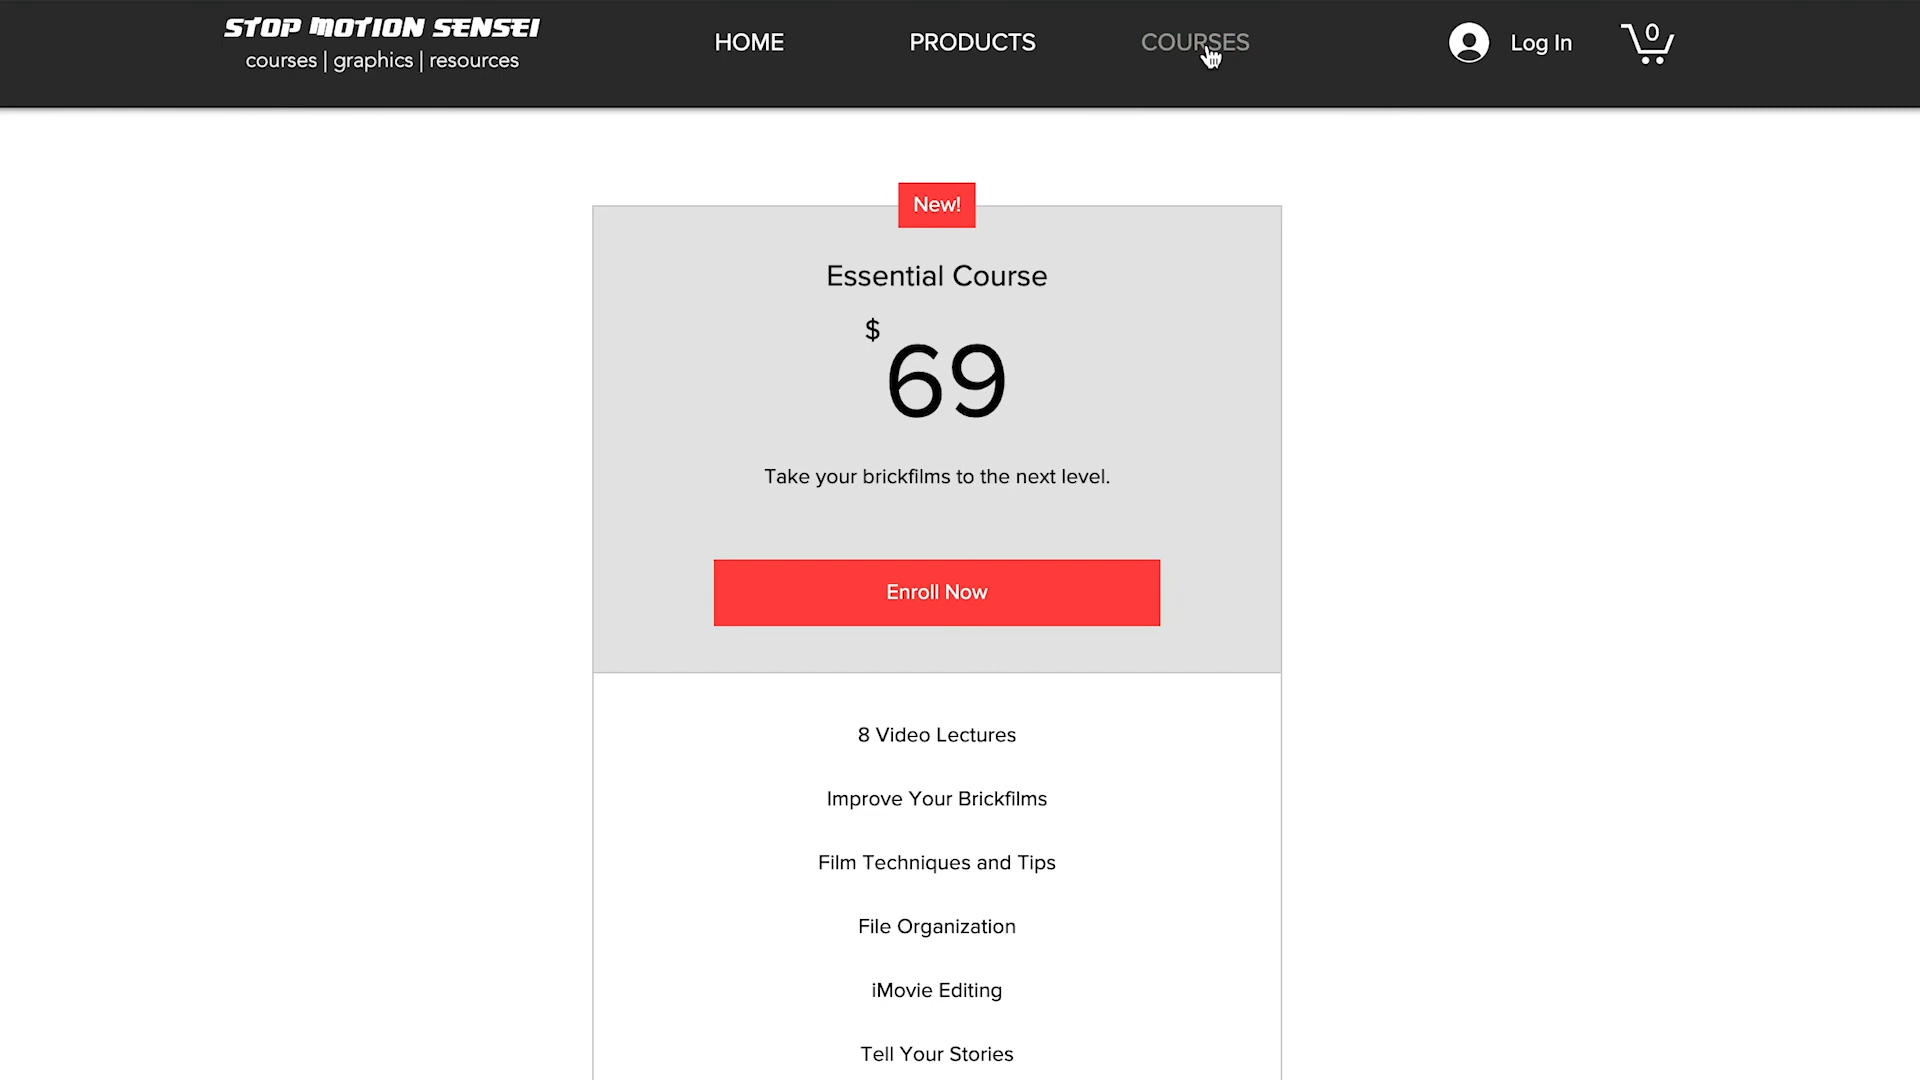 STOP MOTION SENSEI
courses | graphics | resources
HOME
PRODUCTS
COURSES
Log In
0
New!
Essential Course
$
69
Take your brickfilms to the next level.
Enroll Now
8 Video Lectures
Improve Your Brickfilms
Film Techniques and Tips
File Organization
iMovie Editing
Tell Your Stories